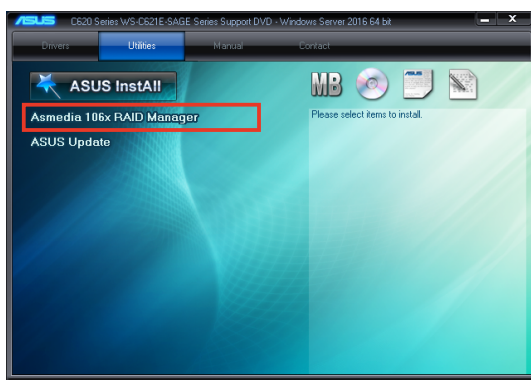 ASUS C620 Series WS-C621E-SAGE Series Support DVD - Windows Server 2016 64 bit
Drivers Utilities Manual Contact
ASUS InstAll
MB
Asmedia 106x RAID Manager
Please select items to install.
ASUS Update